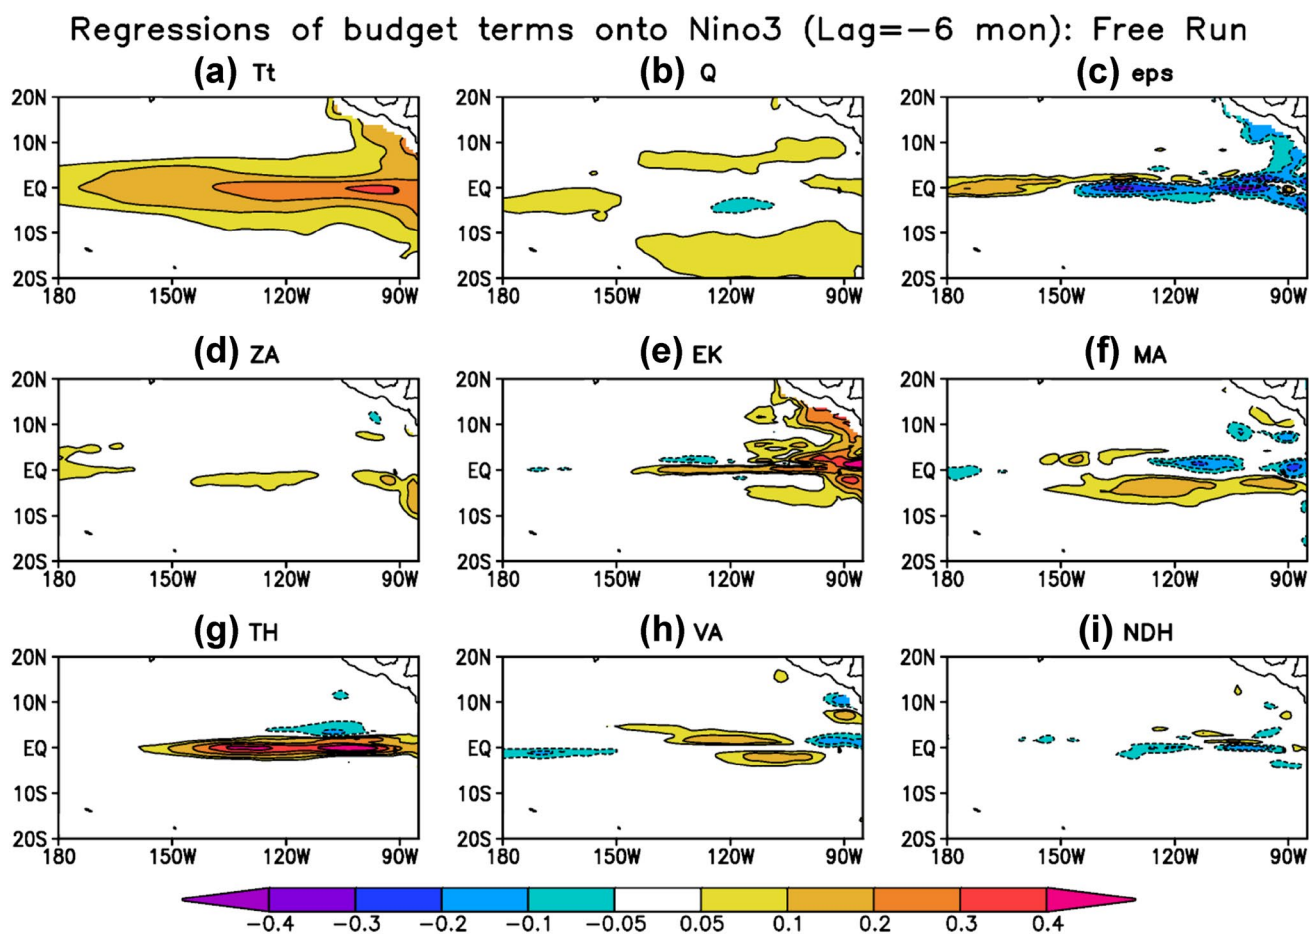 Regressions of budget terms onto Nino3 (Lag=−6 mon): Free Run
(a) Tt
(b) Q
(c) eps
20N
10N
EQ
10S
20S
180 150W 120W 90W
20N
10N
EQ
10S
20S
180 150W 120W 90W
20N
10N
EQ
10S
20S
180 150W 120W 90W
(d) ZA
(e) EK
(f) MA
20N
10N
EQ
10S
20S
180 150W 120W 90W
20N
10N
EQ
10S
20S
180 150W 120W 90W
20N
10N
EQ
10S
20S
180 150W 120W 90W
(g) TH
(h) VA
(i) NDH
20N
10N
EQ
10S
20S
180 150W 120W 90W
20N
10N
EQ
10S
20S
180 150W 120W 90W
20N
10N
EQ
10S
20S
180 150W 120W 90W
−0.4 −0.3 −0.2 −0.1 −0.05 0.05 0.1 0.2 0.3 0.4